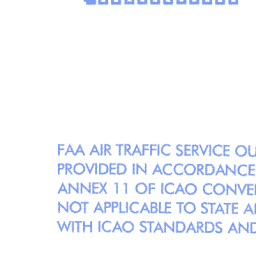 FAA AIR TRAFFIC SERVICE OU
PROVIDED IN ACCORDANCE
ANNEX 11 OF ICAO CONVE
NOT APPLICABLE TO STATE A
WITH ICAO STANDARDS AND